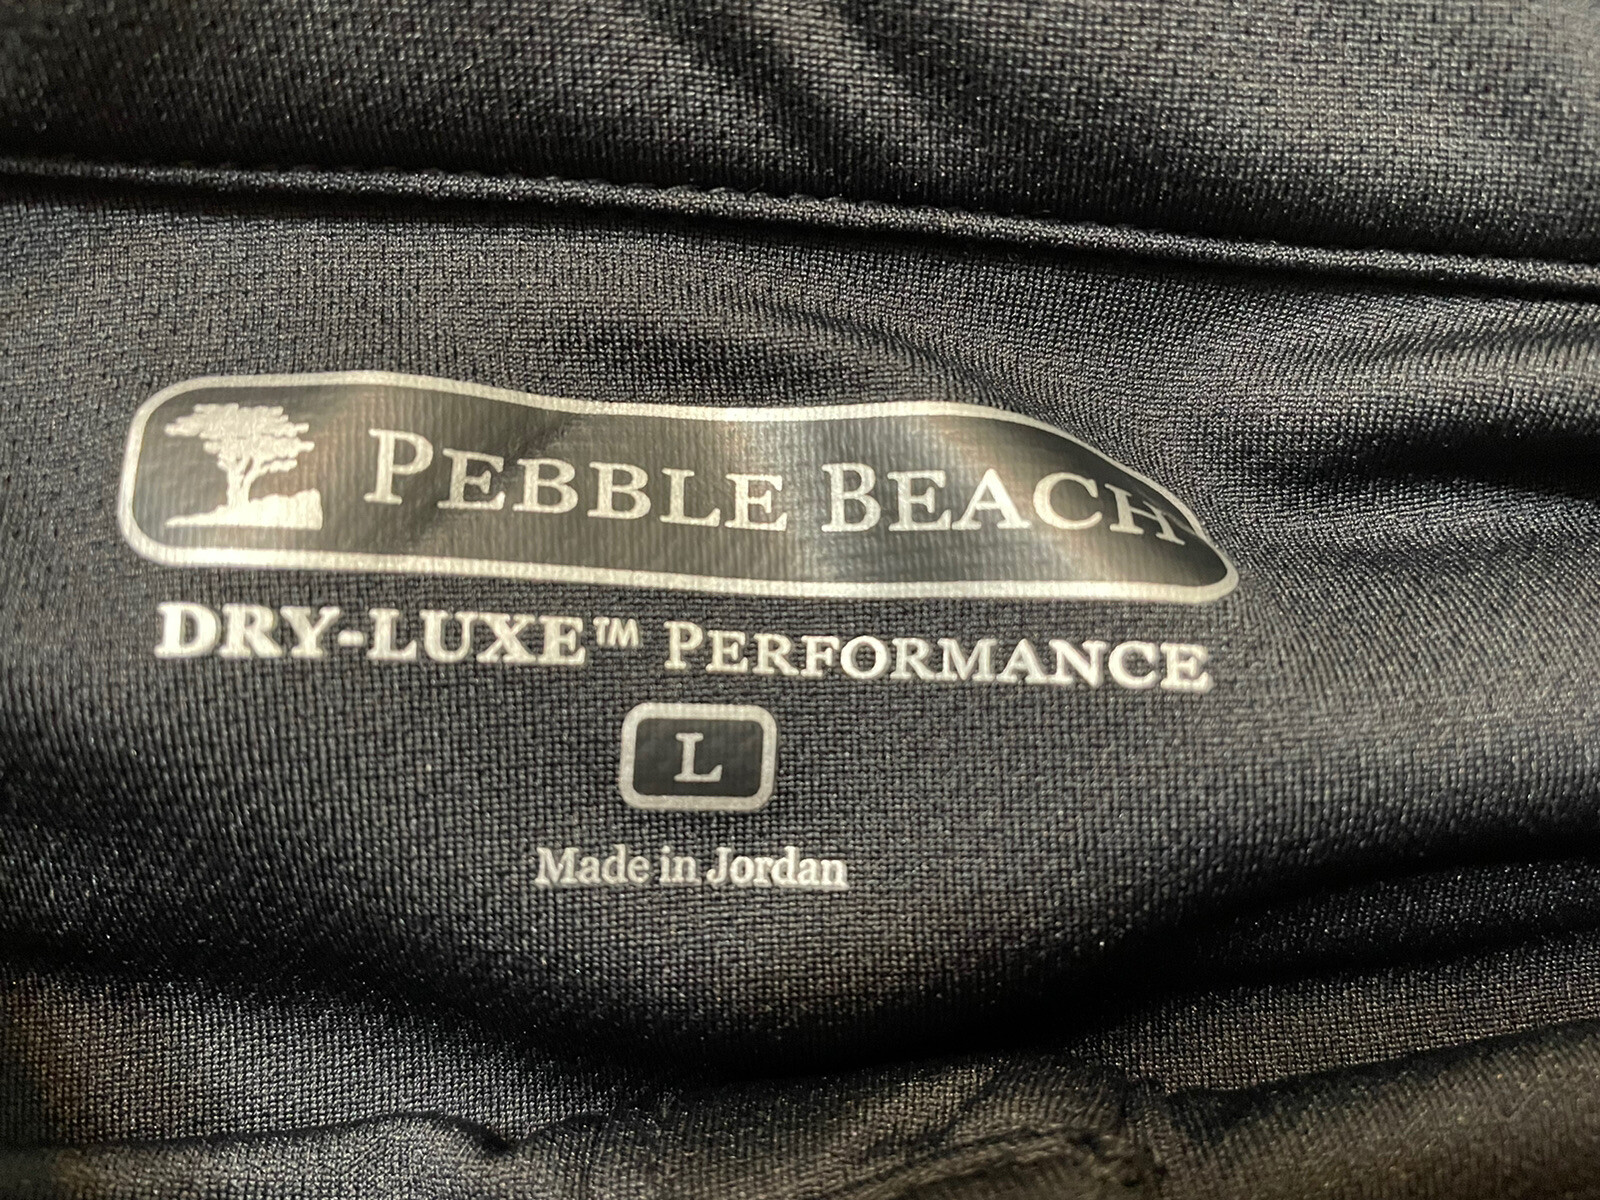 PEBBLE BEACH
DRY-LUXE™ PERFORMANCE
L
Made in Jordan